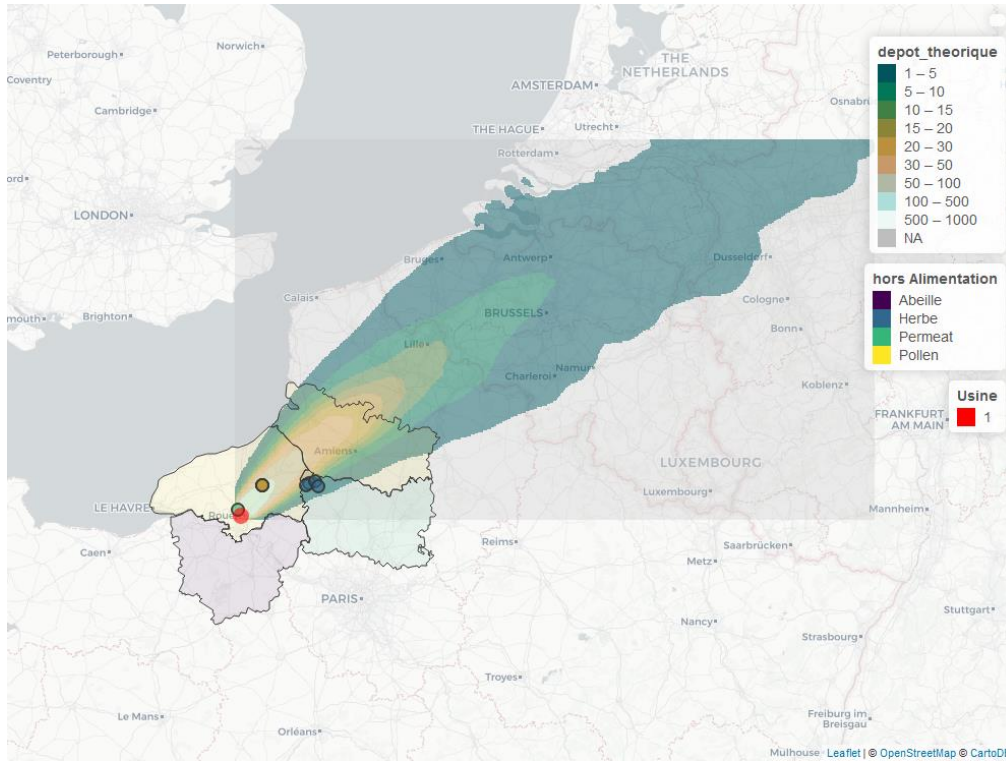 Norwich
Peterborough
Coventry
Cambridge
ord
LONDON
Brighton
mouth
THE NETHERLANDS
AMSTERDAM
THE HAGUE
Utrecht
Rotterdam
Osnabr
Bruges
Antwerp
Dusseldorf
Calais
BRUSSELS
Cologne
Lille
Bonn
Charleroi
Namur
Koblenz
FRANKFURT AM MAIN
Amiens
LUXEMBOURG
Luxembourg
LE HAVRE
Roue
Mannheim
Caen
Reims
Saarbrücken
Metz
PARIS
Stuttgart
Nancy
Strasbourg
Troyes
Le Mans
Orléans
Freiburg im Breisgau
Mulhouse
depot_theorique
1 – 5
5 – 10
10 – 15
15 – 20
20 – 30
30 – 50
50 – 100
100 – 500
500 – 1000
NA
hors Alimentation
Abeille
Herbe
Permeat
Pollen
Usine
1
Leaflet | © OpenStreetMap © CartoDB